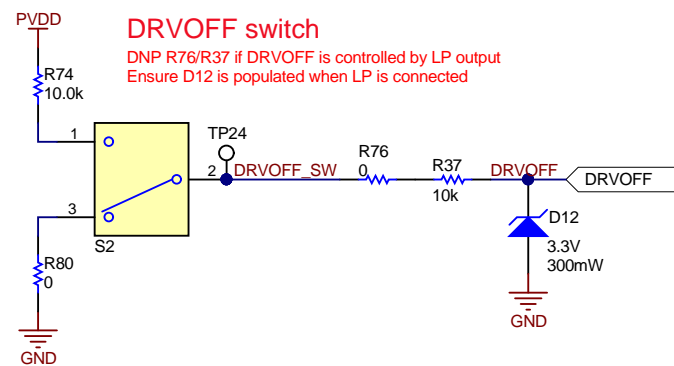 DRVOFF switch
DNP R76/R37 if DRVOFF is controlled by LP output
Ensure D12 is populated when LP is connected
PVDD
R74
10.0k
1
TP24
2
DRVOFF_SW
R76
0
R37
10k
DRVOFF
DRVOFF
3
S2
D12
3.3V
300mW
R80
0
GND
GND